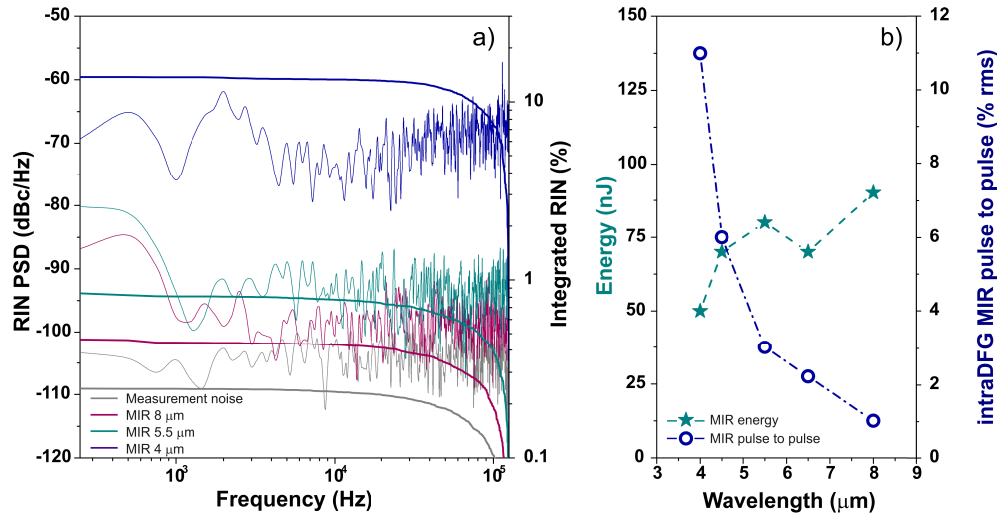 a)
-50
-60
-70
-80
-90
-100
-110
-120
RIN PSD (dBc/Hz)
10
1
0.1
Integrated RIN (%)
Measurement noise
MIR 8 μm
MIR 5.5 μm
MIR 4 μm
10³
10⁴
10⁵
Frequency (Hz)
b)
150
125
100
75
50
25
0
Energy (nJ)
12
10
8
6
4
2
0
intraDFG MIR pulse to pulse (% rms)
MIR energy
MIR pulse to pulse
3 4 5 6 7 8 9
Wavelength (μm)